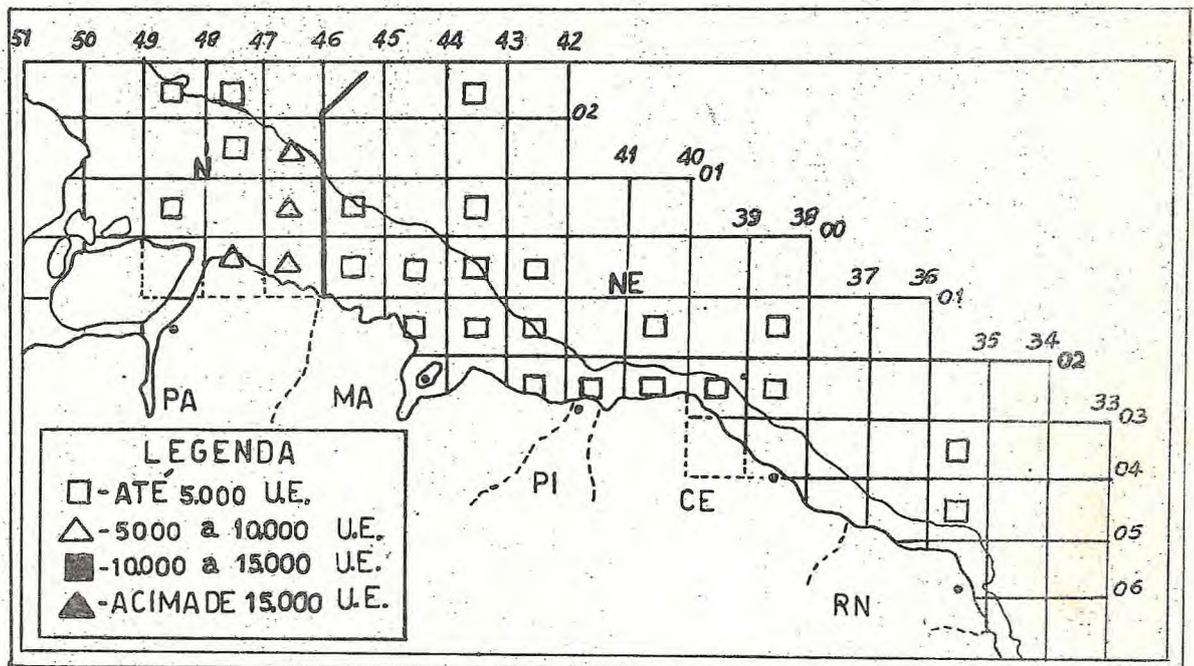 51 50 49 48 47 46 45 44 43 42
02
41 40 01
N
39 38 00
NE
37 36 01
35 34 02
33 03
PA MA
04
PI CE
05
06
RN
LEGENDA
-ATÉ 5.000 U.E.
-5000 a 10.000 U.E.
-10.000 a 15.000 U.E.
-ACIMA DE 15.000 U.E.